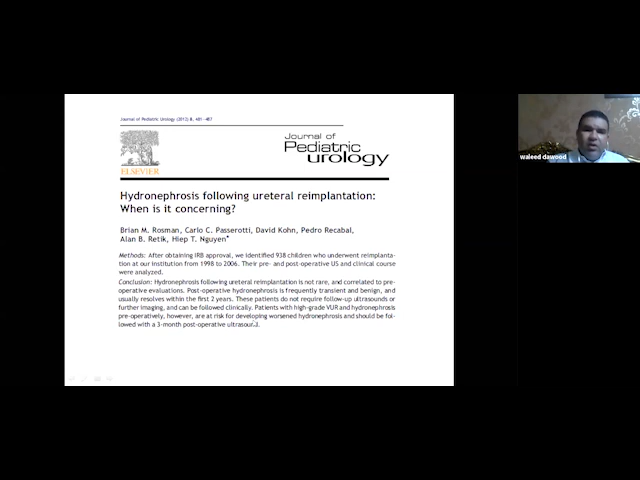 Journal of Pediatric Urology (2012) 8, 481-487
ELSEVIER
Journal of
Pediatric
urology
Hydronephrosis following ureteral reimplantation:
When is it concerning?
Brian M. Rosman, Carlo C. Passerotti, David Kohn, Pedro Recabal,
Alan B. Retik, Hiep T. Nguyen*
Methods: After obtaining IRB approval, we identified 938 children who underwent reimplanta-
tion at our institution from 1998 to 2006. Their pre- and post-operative US and clinical course
were analyzed.
Conclusion: Hydronephrosis following ureteral reimplantation is not rare, and correlated to pre-
operative evaluations. Post-operative hydronephrosis is frequently transient and benign, and
usually resolves within the first 2 years. These patients do not require follow-up ultrasounds or
further imaging, and can be followed clinically. Patients with high-grade VUR and hydronephrosis
pre-operatively, however, are at risk for developing worsened hydronephrosis and should be fol-
lowed with a 3-month post-operative ultrasound.
waleed dawood